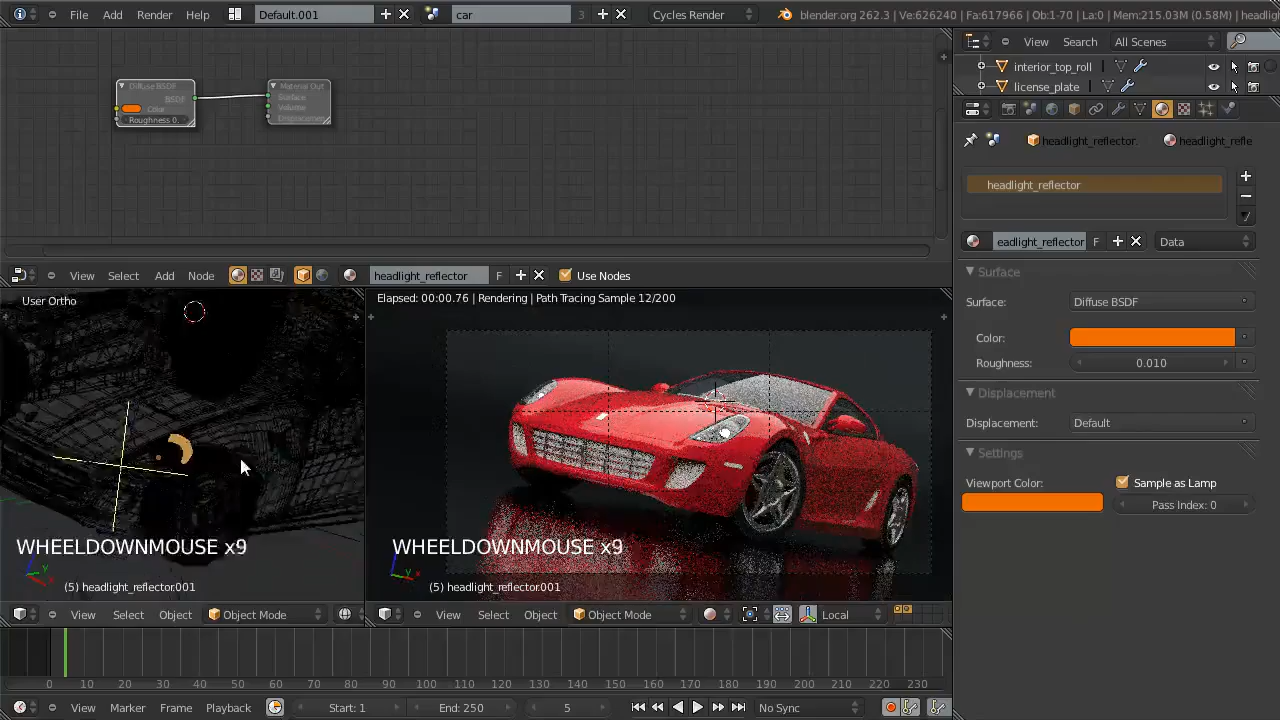 File Add Render Help Default.001 car 3 Cycles Render blender.org 262.3 | Ve:626240 | Fa:617966 | Ob:1-70 | La:0 | Mem:215.03M (0.58M) | headlig
View Search All Scenes
interior_top_roll
license_plate
Diffuse BSDF
BSDF
Color
Roughness 0.
Material Out
Surface
Volume
Displacemen
headlight_reflector. headlight_refle
headlight_reflector
eadlight_reflector F Data
Surface
Surface: Diffuse BSDF
Color:
Roughness: 0.010
Displacement
Displacement: Default
Settings
Viewport Color: Sample as Lamp
Pass Index: 0
View Select Add Node headlight_reflector F Use Nodes
User Ortho
WHEELDOWNMOUSE x9
(5) headlight_reflector.001
View Select Object Object Mode
Elapsed: 00:00.76 | Rendering | Path Tracing Sample 12/200
WHEELDOWNMOUSE x9
(5) headlight_reflector.001
View Select Object Object Mode Local
0 10 20 30 40 50 60 70 80 90 100 110 120 130 140 150 160 170 180 190 200 210 220 230
View Marker Frame Playback Start: 1 End: 250 5 No Sync